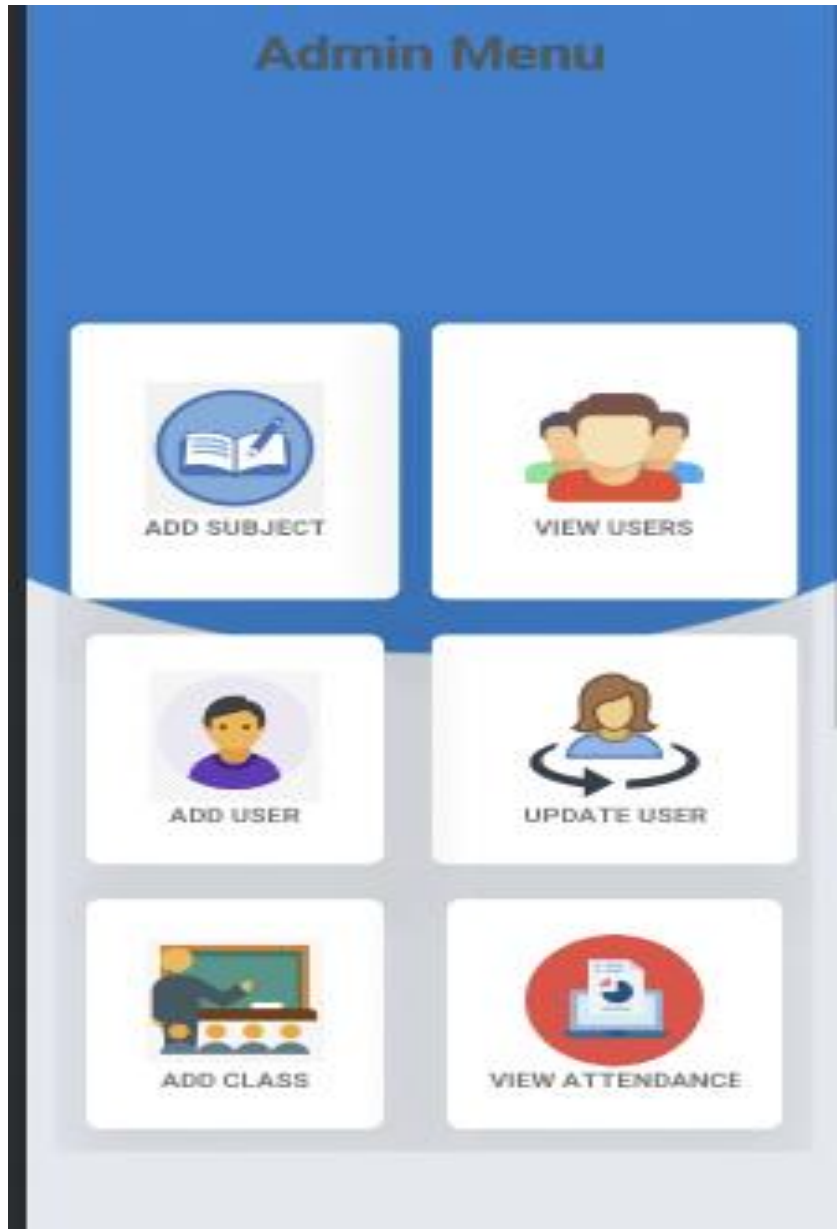 Admin Menu
ADD SUBJECT
VIEW USERS
ADD USER
UPDATE USER
ADD CLASS
VIEW ATTENDANCE